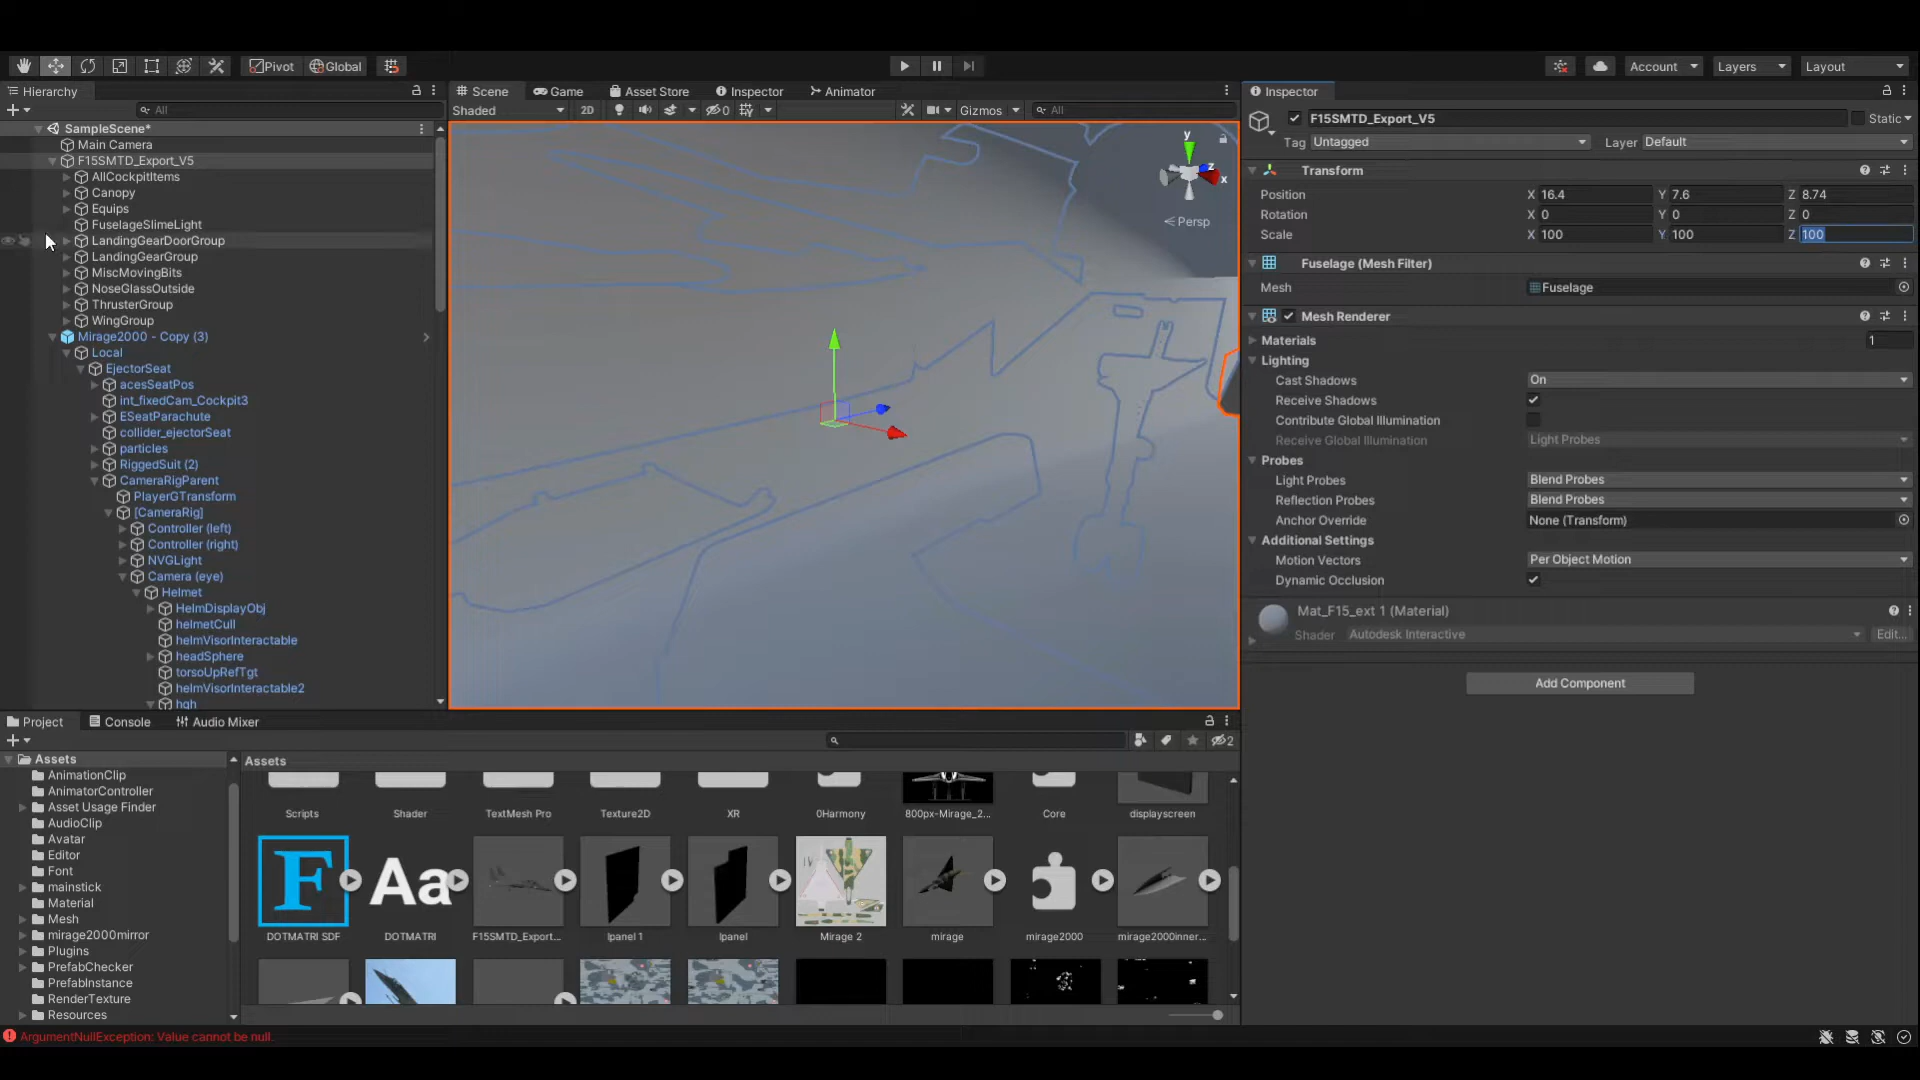 Pivot Global Account Layers Layout
Hierarchy Scene Game Asset Store Inspector Animator Inspector
All Shaded 2D 0 Gizmos All
F15SMTD_Export_V5 Static
SampleScene*
Main Camera
F15SMTD_Export_V5
AllCockpitItems
Canopy
Equips
FuselageSlimeLight
LandingGearDoorGroup
LandingGearGroup
MiscMovingBits
NoseGlassOutside
ThrusterGroup
WingGroup
Mirage2000 - Copy (3)
Local
EjectorSeat
acesSeatPos
int_fixedCam_Cockpit3
ESeatParachute
collider_ejectorSeat
particles
RiggedSuit (2)
CameraRigParent
PlayerGTransform
[CameraRig]
Controller (left)
Controller (right)
NVGLight
Camera (eye)
Helmet
HelmDisplayObj
helmetCull
helmVisorInteractable
headSphere
torsoUpRefTgt
helmVisorInteractable2
hqh
y
z
x
< Persp
Tag Untagged Layer Default
Transform
Position X 16.4 Y 7.6 Z 8.74
Rotation X 0 Y 0 Z 0
Scale X 100 Y 100 Z 100
Fuselage (Mesh Filter)
Mesh Fuselage
Mesh Renderer
Materials 1
Lighting
Cast Shadows On
Receive Shadows
Contribute Global Illumination
Receive Global Illumination Light Probes
Probes
Light Probes Blend Probes
Reflection Probes Blend Probes
Anchor Override None (Transform)
Additional Settings
Motion Vectors Per Object Motion
Dynamic Occlusion
Mat_F15_ext 1 (Material)
Shader Autodesk Interactive Edit...
Add Component
Project Console Audio Mixer
2
Assets
AnimationClip
AnimatorController
Asset Usage Finder
AudioClip
Avatar
Editor
Font
mainstick
Material
Mesh
mirage2000mirror
Plugins
PrefabChecker
PrefabInstance
RenderTexture
Resources
Assets
Scripts Shader TextMesh Pro Texture2D XR 0Harmony 800px-Mirage_2... Core displayscreen
F Aa
DOTMATRI SDF DOTMATRI F15SMTD_Export... lpanel 1 lpanel Mirage 2 mirage mirage2000 mirage2000inner...
ArgumentNullException: Value cannot be null.